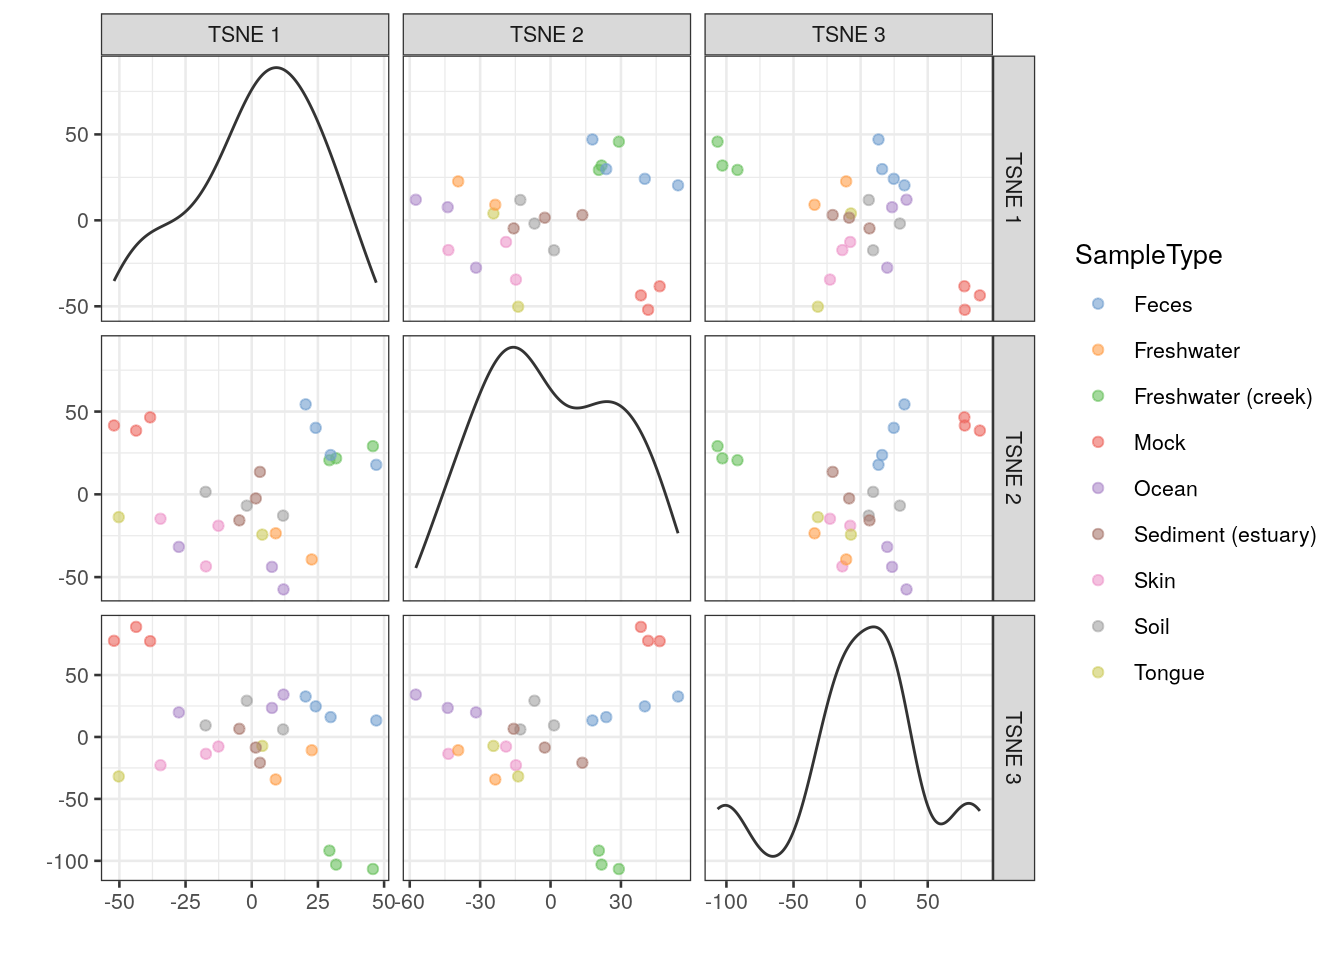 TSNE 1
TSNE 2
TSNE 3
50
0
-50
TSNE 1
50
0
-50
TSNE 2
50
0
-50
-100
TSNE 3
-50
-25
0
25
50
-60
-30
0
30
-100
-50
0
50
SampleType
Feces
Freshwater
Freshwater (creek)
Mock
Ocean
Sediment (estuary)
Skin
Soil
Tongue